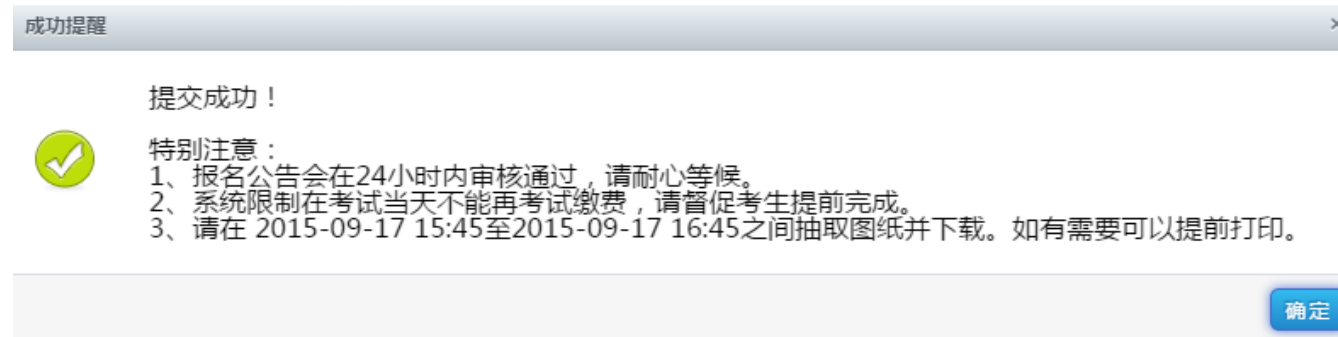 成功提醒
提交成功！
特别注意：
1、报名公告会在24小时内审核通过，请耐心等候。
2、系统限制在考试当天不能再考试缴费，请督促考生提前完成。
3、请在 2015-09-17 15:45至2015-09-17 16:45之间抽取图纸并下载。如有需要可以提前打印。
确定